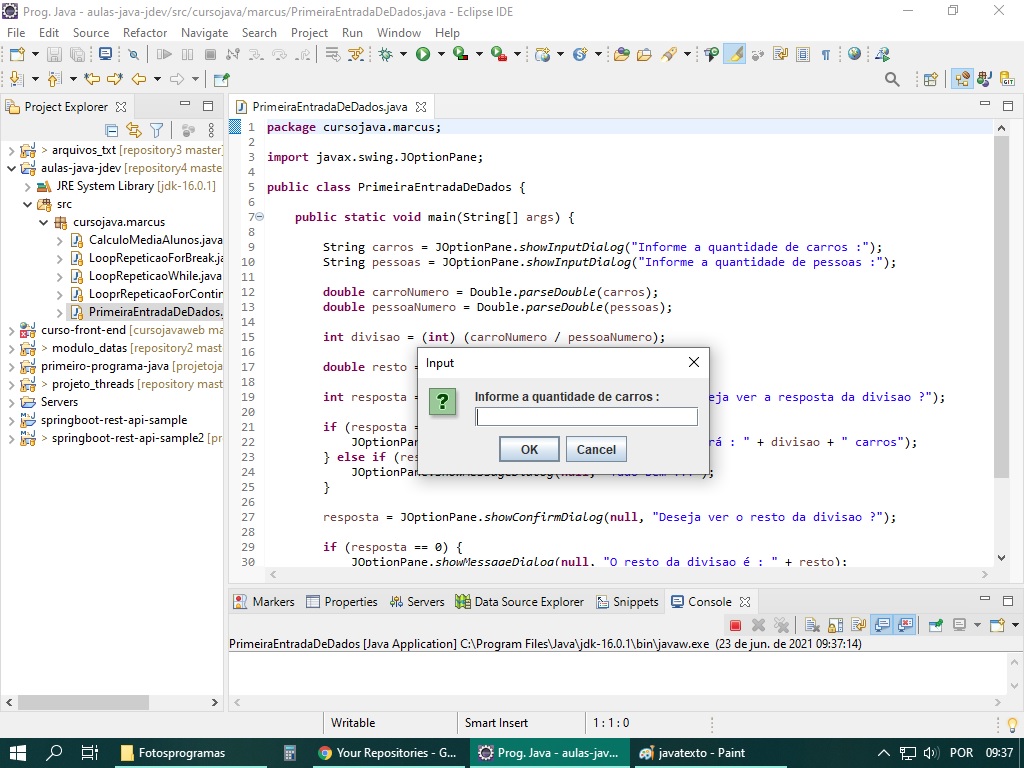 Prog. Java - aulas-java-jdev/src/cursojava/marcus/PrimeiraEntradaDeDados.java - Eclipse IDE
File Edit Source Refactor Navigate Search Project Run Window Help
Project Explorer
> arquivos_txt [repository3 master]
aulas-java-jdev [repository4 maste
JRE System Library [jdk-16.0.1]
src
cursojava.marcus
CalculoMediaAlunos.java
LoopRepeticaoForBreak.ja
LoopRepeticaoWhile.java
LooprRepeticaoForContin
PrimeiraEntradaDeDados.
curso-front-end [cursojavaweb ma
> modulo_datas [repository2 mast
primeiro-programa-java [projetoja
> projeto_threads [repository mast
Servers
springboot-rest-api-sample
> springboot-rest-api-sample2 [pr
PrimeiraEntradaDeDados.java
1 package cursojava.marcus;
2
3 import javax.swing.JOptionPane;
4
5 public class PrimeiraEntradaDeDados {
6
7 public static void main(String[] args) {
8
9 String carros = JOptionPane.showInputDialog("Informe a quantidade de carros :");
10 String pessoas = JOptionPane.showInputDialog("Informe a quantidade de pessoas :");
11
12 double carroNumero = Double.parseDouble(carros);
13 double pessoaNumero = Double.parseDouble(pessoas);
14
15 int divisao = (int) (carroNumero / pessoaNumero);
16
17 double resto =
18
19 int resposta = eja ver a resposta da divisao ?");
20
21 if (resposta =
22 JOptionPan rá : " + divisao + " carros");
23 } else if (res
24 JOptionPane.showMessageDialog(null, "Tudo bem !!!");
25 }
26
27 resposta = JOptionPane.showConfirmDialog(null, "Deseja ver o resto da divisao ?");
28
29 if (resposta == 0) {
30 JOptionPane.showMessageDialog(null, "O resto da divisao é : " + resto);
Input
Informe a quantidade de carros :
OK Cancel
Markers Properties Servers Data Source Explorer Snippets Console
PrimeiraEntradaDeDados [Java Application] C:\Program Files\Java\jdk-16.0.1\bin\javaw.exe (23 de jun. de 2021 09:37:14)
Writable Smart Insert 1 : 1 : 0
Fotosprogramas Your Repositories - G... Prog. Java - aulas-jav... javatexto - Paint POR 09:37